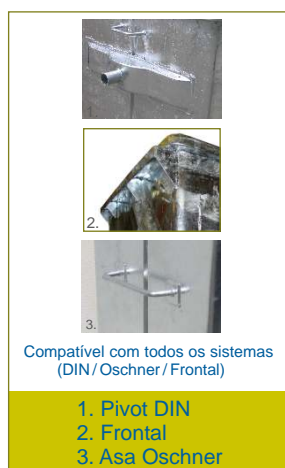 2.
3.
Compatível com todos os sistemas
(DIN / Oschner / Frontal)
1. Pivot DIN
2. Frontal
3. Asa Oschner